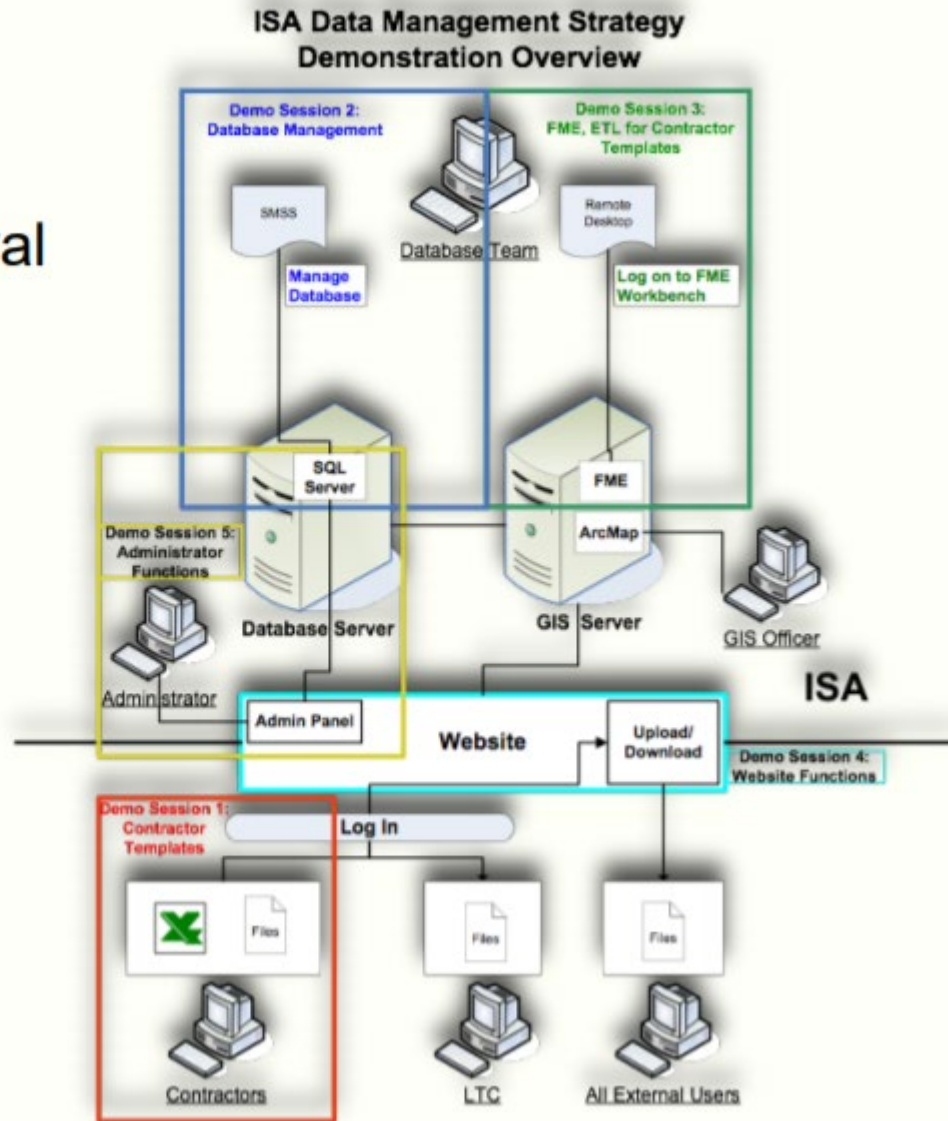 ISA Data Management Strategy
Demonstration Overview
Demo Session 2:
Database Management
Demo Session 3:
FME, ETL for Contractor
Templates
SMSS
Remote
Desktop
Database Team
Manage
Database
Log on to FME
Workbench
SQL
Server
FME
ArcMap
Demo Session 5:
Administrator
Functions
Database Server
GIS Server
GIS Officer
Administrator
ISA
Admin Panel
Website
Upload/
Download
Demo Session 4:
Website Functions
Demo Session 1:
Contractor
Templates
Log In
Files
Files
Files
Contractors
LTC
All External Users